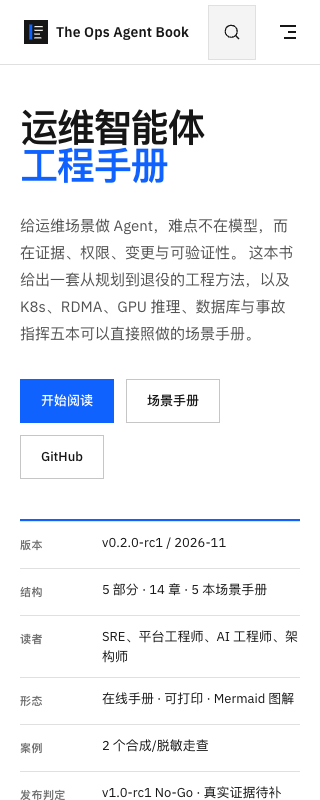 The Ops Agent Book
运维智能体
工程手册
给运维场景做 Agent，难点不在模型，而
在证据、权限、变更与可验证性。 这本书
给出一套从规划到退役的工程方法，以及
K8s、RDMA、GPU 推理、数据库与事故
指挥五本可以直接照做的场景手册。
开始阅读
场景手册
GitHub
版本 v0.2.0-rc1 / 2026-11
结构 5 部分 · 14 章 · 5 本场景手册
读者 SRE、平台工程师、AI 工程师、架
构师
形态 在线手册 · 可打印 · Mermaid 图解
案例 2 个合成/脱敏走查
发布判定 v1.0-rc1 No-Go · 真实证据待补